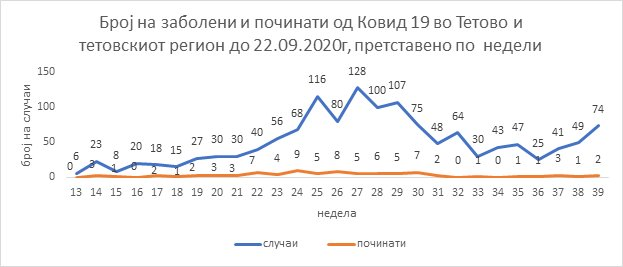 Број на заболени и починати од Ковид 19 во Тетово и
тетовскиот регион до 22.09.2020г, претставено по недели
број на случаи
150
100
50
0
6 23 8 20 18 15 27 30 30 40 56 68 116 80 128 100 107 75 48 64 30 43 47 25 41 49 74
0 3 1 0 2 1 2 3 3 7 4 9 5 8 5 6 5 7 2 0 1 0 1 1 3 1 2
13 14 15 16 17 18 19 20 21 22 23 24 25 26 27 28 29 30 31 32 33 34 35 36 37 38 39
недела
случаи починати